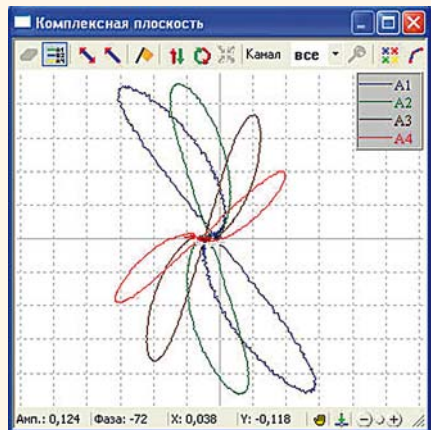 Комплексная плоскость
Канал все
A1
A2
A3
A4
Амп.: 0,124 Фаза: -72 X: 0,038 Y: -0,118